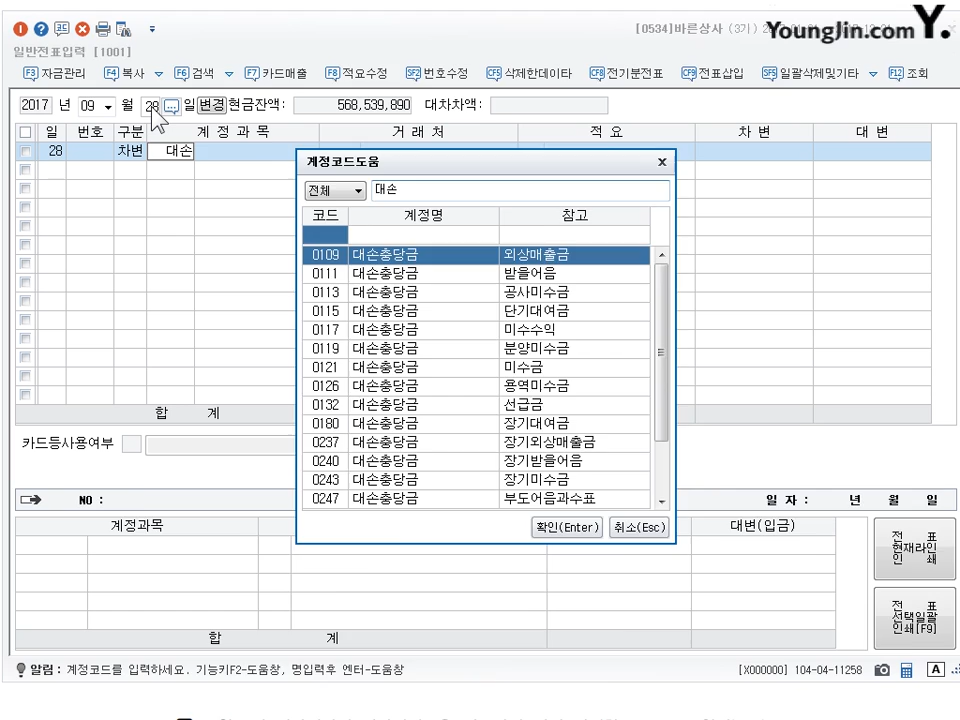 Younglin.com Y.
[0534]바른상사 (3기)
일반전표입력 [1001]
F3 자금관리 F4 복사 F6 검색 F7 카드매출 F8 적요수정 SF2 번호수정 CF5 삭제한데이타 CF8 전기분전표 CF9 전표삽입 SF5 일괄삭제및기타 F12 조회
2017 년 09 월 28 일 변경 현금잔액: 568,539,890 대차차액:
일 번호 구분 계 정 과 목 거 래 처 적 요 차 변 대 변
28 차변 대손
계정코드도움 x
전체 대손
코드 계정명 참고
0109 대손충당금 외상매출금
0111 대손충당금 받을어음
0113 대손충당금 공사미수금
0115 대손충당금 단기대여금
0117 대손충당금 미수수익
0119 대손충당금 분양미수금
0121 대손충당금 미수금
0126 대손충당금 용역미수금
0132 대손충당금 선급금
0180 대손충당금 장기대여금
0237 대손충당금 장기외상매출금
0240 대손충당금 장기받을어음
0243 대손충당금 장기미수금
0247 대손충당금 부도어음과수표
확인(Enter) 취소(Esc)
합 계
카드등사용여부
NO : 일 자 : 년 월 일
계정과목 대변(입금)
전 표
현재라인
인 쇄
전 표
선택일괄
인쇄[F9]
합 계
알림 : 계정코드를 입력하세요. 기능키F2-도움창, 명입력후 엔터-도움창 [X000000] 104-04-11258 A